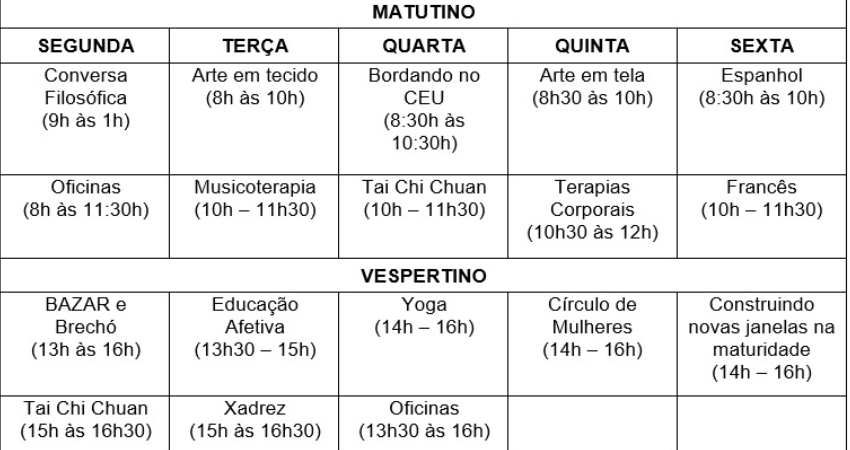 MATUTINO
SEGUNDA TERÇA QUARTA QUINTA SEXTA
Conversa
Filosófica
(9h às 1h)
Arte em tecido
(8h às 10h)
Bordando no
CEU
(8:30h às
10:30h)
Arte em tela
(8h30 às 10h)
Espanhol
(8:30h às 10h)
Oficinas
(8h às 11:30h)
Musicoterapia
(10h – 11h30)
Tai Chi Chuan
(10h – 11h30)
Terapias
Corporais
(10h30 às 12h)
Francês
(10h – 11h30)
VESPERTINO
BAZAR e
Brechó
(13h às 16h)
Educação
Afetiva
(13h30 – 15h)
Yoga
(14h – 16h)
Círculo de
Mulheres
(14h – 16h)
Construindo
novas janelas na
maturidade
(14h – 16h)
Tai Chi Chuan
(15h às 16h30)
Xadrez
(15h às 16h30)
Oficinas
(13h30 às 16h)